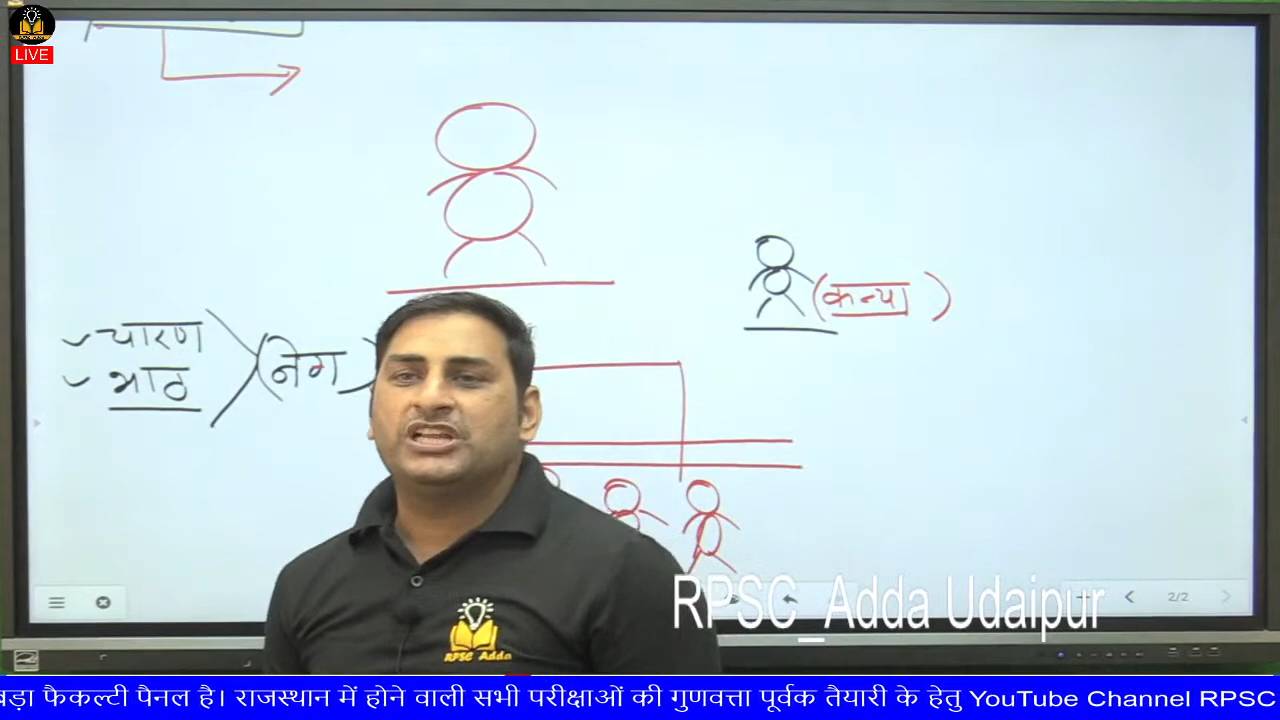 LIVE
(कन्या)
चारण
भाठ
(नेग)
RPSC Adda
RPSC_Adda Udaipur
2/2
बड़ा फैकल्टी पैनल है। राजस्थान में होने वाली सभी परीक्षाओं की गुणवत्ता पूर्वक तैयारी के हेतु YouTube Channel RPSC